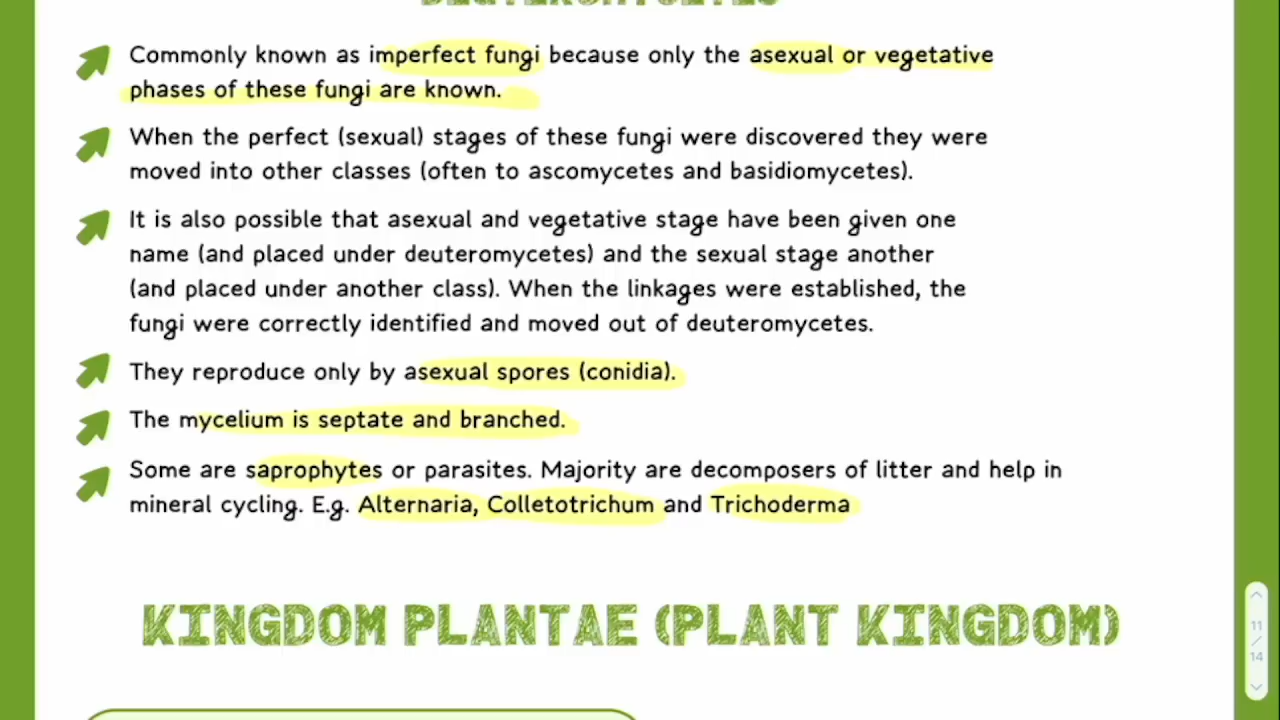 DEUTEROMYCETES
Commonly known as imperfect fungi because only the asexual or vegetative
phases of these fungi are known.
When the perfect (sexual) stages of these fungi were discovered they were
moved into other classes (often to ascomycetes and basidiomycetes).
It is also possible that asexual and vegetative stage have been given one
name (and placed under deuteromycetes) and the sexual stage another
(and placed under another class). When the linkages were established, the
fungi were correctly identified and moved out of deuteromycetes.
They reproduce only by asexual spores (conidia).
The mycelium is septate and branched.
Some are saprophytes or parasites. Majority are decomposers of litter and help in
mineral cycling. E.g. Alternaria, Colletotrichum and Trichoderma
KINGDOM PLANTAE (PLANT KINGDOM)
11
/
14